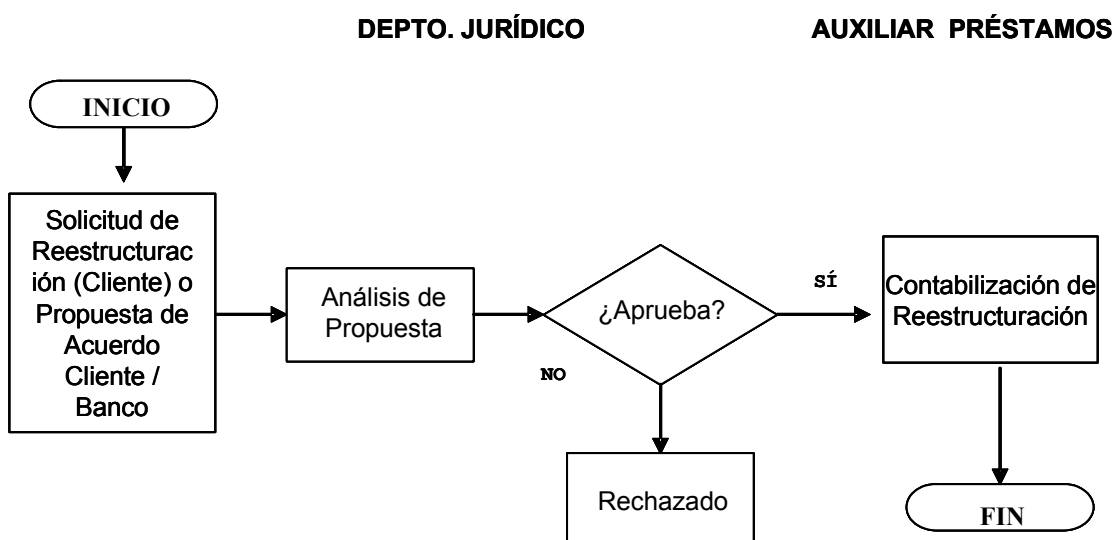 DEPTO. JURÍDICO
AUXILIAR PRÉSTAMOS
INICIO
Solicitud de
Reestructurac
ión (Cliente) o
Propuesta de
Acuerdo
Cliente /
Banco
Análisis de
Propuesta
¿Aprueba?
SÍ
NO
Contabilización de
Reestructuración
Rechazado
FIN